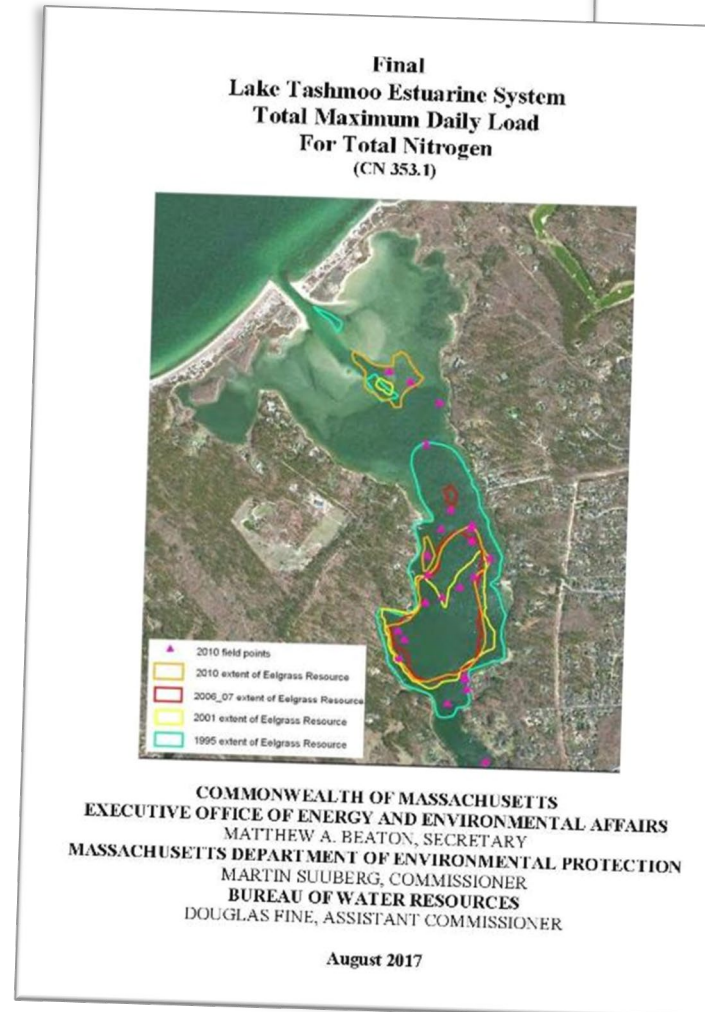 Final
Lake Tashmoo Estuarine System
Total Maximum Daily Load
For Total Nitrogen
(CN 353.1)
2010 field points
2010 extent of Eelgrass Resource
2006_07 extent of Eelgrass Resource
2001 extent of Eelgrass Resource
1995 extent of Eelgrass Resource
COMMONWEALTH OF MASSACHUSETTS
EXECUTIVE OFFICE OF ENERGY AND ENVIRONMENTAL AFFAIRS
MATTHEW A. BEATON, SECRETARY
MASSACHUSETTS DEPARTMENT OF ENVIRONMENTAL PROTECTION
MARTIN SUUBERG, COMMISSIONER
BUREAU OF WATER RESOURCES
DOUGLAS FINE, ASSISTANT COMMISSIONER
August 2017